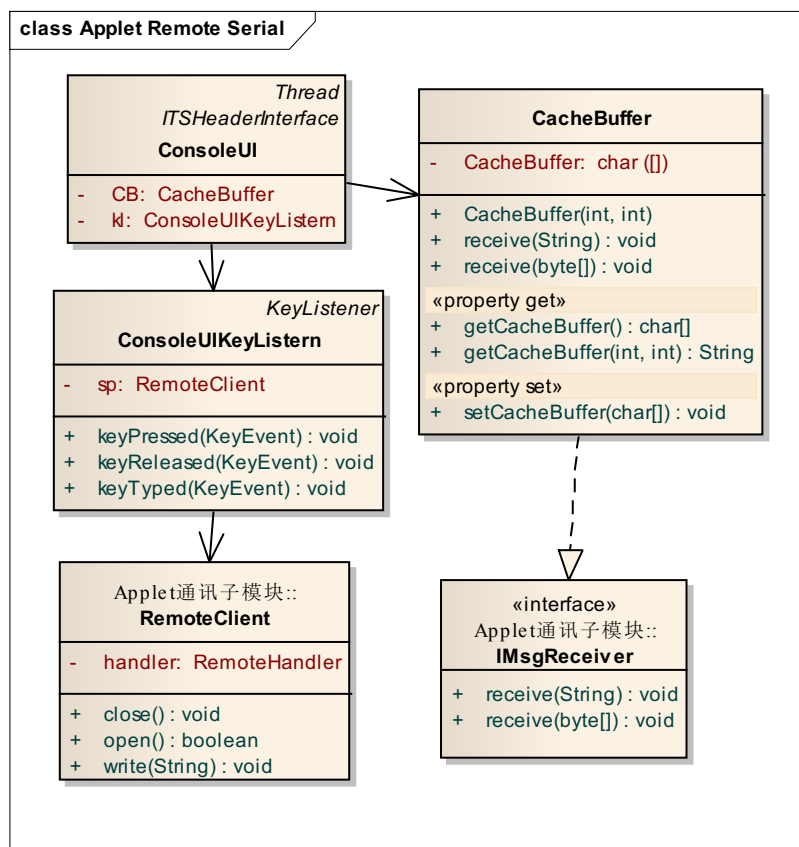 class Applet Remote Serial
Thread
ITSHeaderInterface
ConsoleUI
- CB: CacheBuffer
- kl: ConsoleUIKeyListern
CacheBuffer
- CacheBuffer: char ([])
+ CacheBuffer(int, int)
+ receive(String) : void
+ receive(byte[]) : void
«property get»
+ getCacheBuffer() : char[]
+ getCacheBuffer(int, int) : String
«property set»
+ setCacheBuffer(char[]) : void
KeyListener
ConsoleUIKeyListern
- sp: RemoteClient
+ keyPressed(KeyEvent) : void
+ keyReleased(KeyEvent) : void
+ keyTyped(KeyEvent) : void
Applet通讯子模块::
RemoteClient
- handler: RemoteHandler
+ close() : void
+ open() : boolean
+ write(String) : void
«interface»
Applet通讯子模块::
IMsgReceiver
+ receive(String) : void
+ receive(byte[]) : void